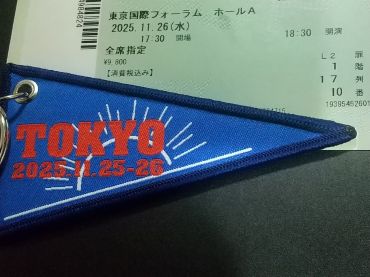 東京国際フォーラム ホールA
2025.11.26(水)
17:30 開場 18:30 開演
全席指定
¥9,800
【消費税込み】
L2 扉
1 階
17 列
10 番
TOKYO
2025.11.25-26